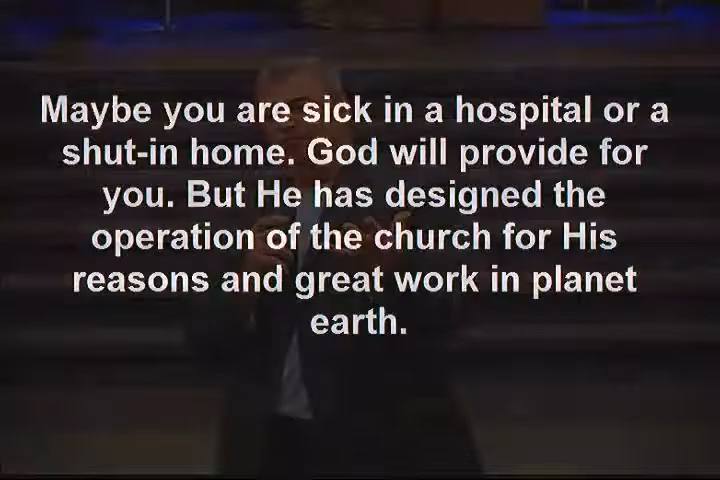 Maybe you are sick in a hospital or a
shut-in home. God will provide for
you. But He has designed the
operation of the church for His
reasons and great work in planet
earth.